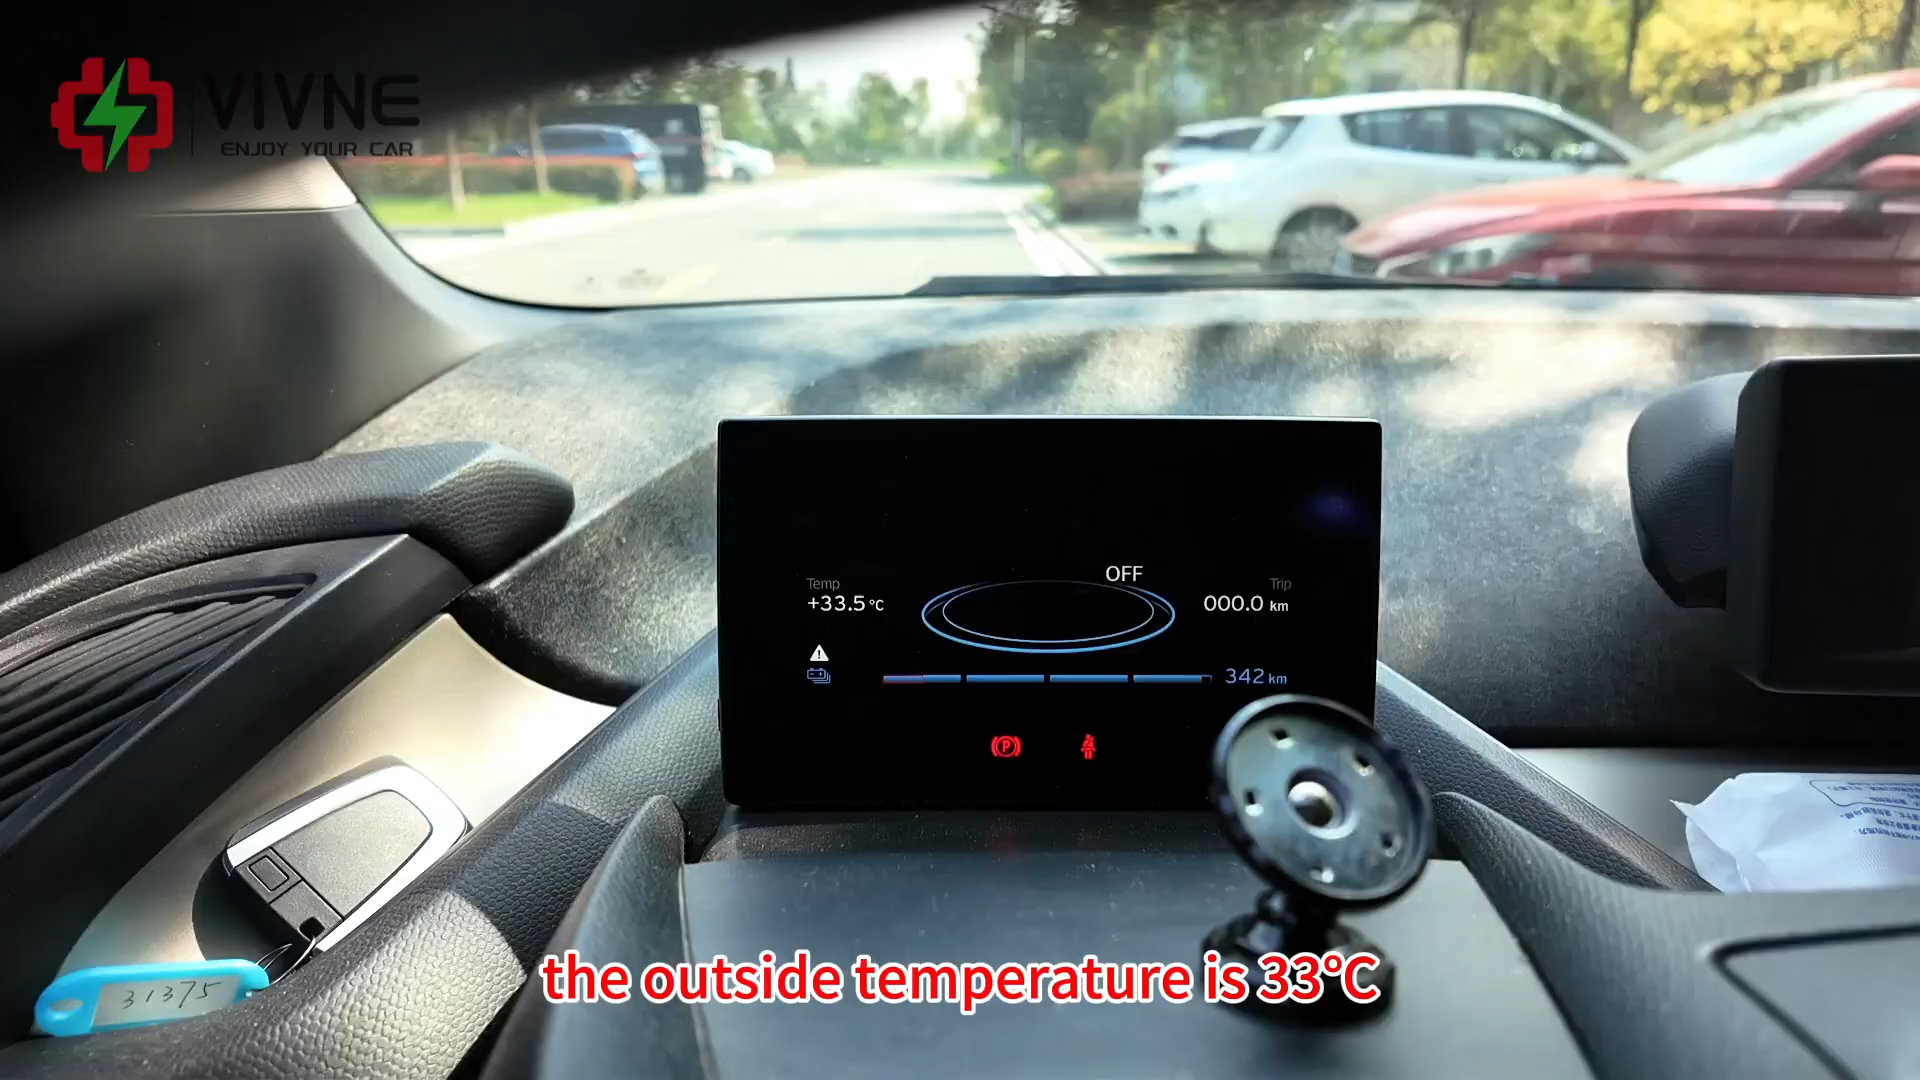 VIVNE
ENJOY YOUR CAR
OFF
Temp
+33.5 °C
Trip
000.0 km
342 km
P
31375
the outside temperature is 33°C